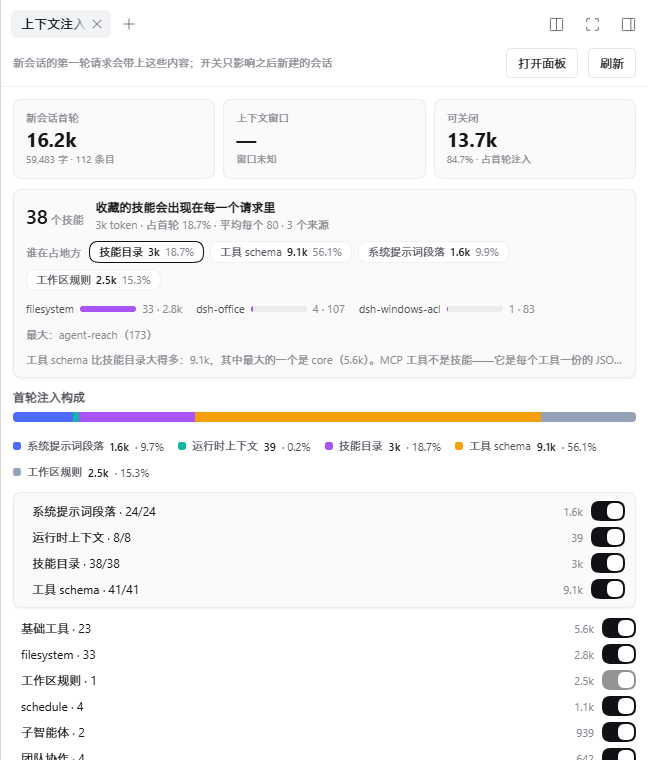 上下文注入
新会话的第一轮请求会带上这些内容；开关只影响之后新建的会话
打开面板 刷新
新会话首轮
16.2k
59,483 字 · 112 条目
上下文窗口
—
窗口未知
可关闭
13.7k
84.7% · 占首轮注入
38 个技能
收藏的技能会出现在每一个请求里
3k token · 占首轮 18.7% · 平均每个 80 · 3 个来源
谁在占地方 技能目录 3k 18.7% 工具 schema 9.1k 56.1% 系统提示词段落 1.6k 9.9%
工作区规则 2.5k 15.3%
filesystem 33 · 2.8k dsh-office 4 · 107 dsh-windows-acl 1 · 83
最大：agent-reach（173）
工具 schema 比技能目录大得多：9.1k，其中最大的一个是 core（5.6k）。MCP 工具不是技能——它是每个工具一份的 JSO...
首轮注入构成
系统提示词段落 1.6k · 9.7% 运行时上下文 39 · 0.2% 技能目录 3k · 18.7% 工具 schema 9.1k · 56.1%
工作区规则 2.5k · 15.3%
系统提示词段落 · 24/24 1.6k
运行时上下文 · 8/8 39
技能目录 · 38/38 3k
工具 schema · 41/41 9.1k
基础工具 · 23 5.6k
filesystem · 33 2.8k
工作区规则 · 1 2.5k
schedule · 4 1.1k
子智能体 · 2 939
团队协作 · 4 642